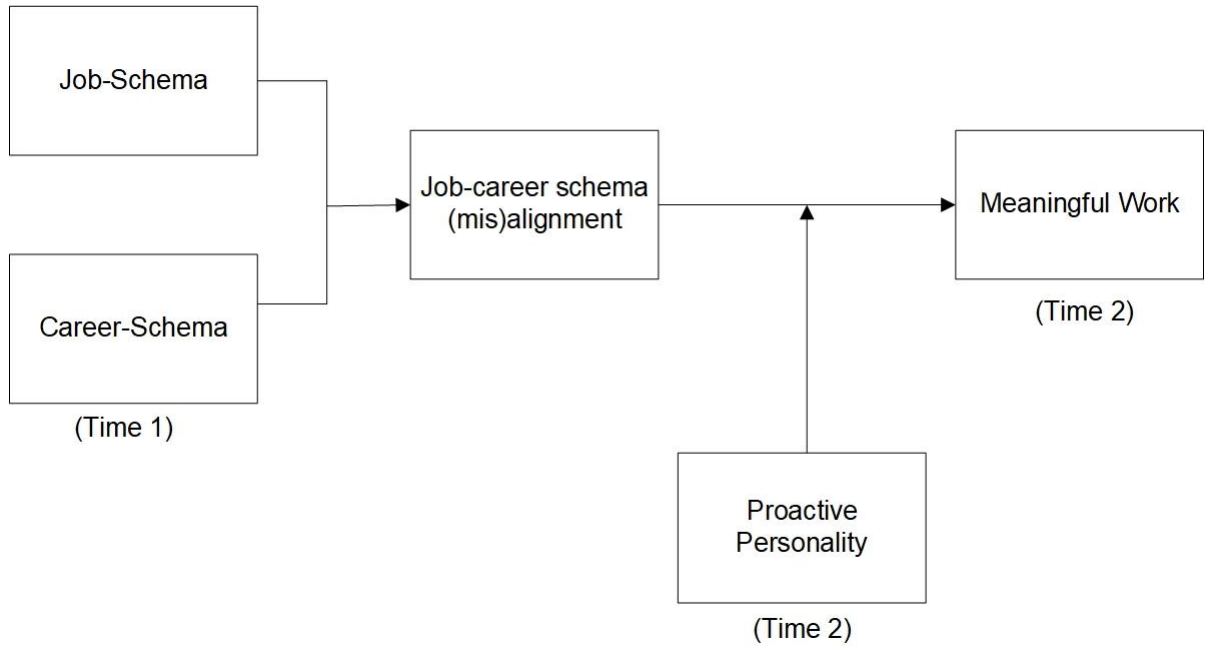 Job-Schema
Career-Schema
(Time 1)
Job-career schema
(mis)alignment
Meaningful Work
(Time 2)
Proactive
Personality
(Time 2)